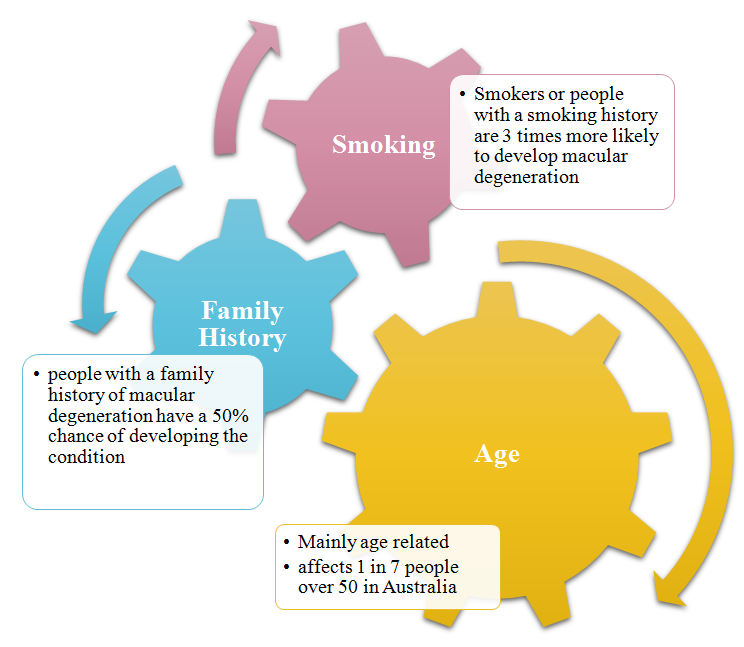 Smoking
• Smokers or people
with a smoking history
are 3 times more likely
to develop macular
degeneration
Family
History
• people with a family
history of macular
degeneration have a 50%
chance of developing the
condition
Age
• Mainly age related
• affects 1 in 7 people
over 50 in Australia